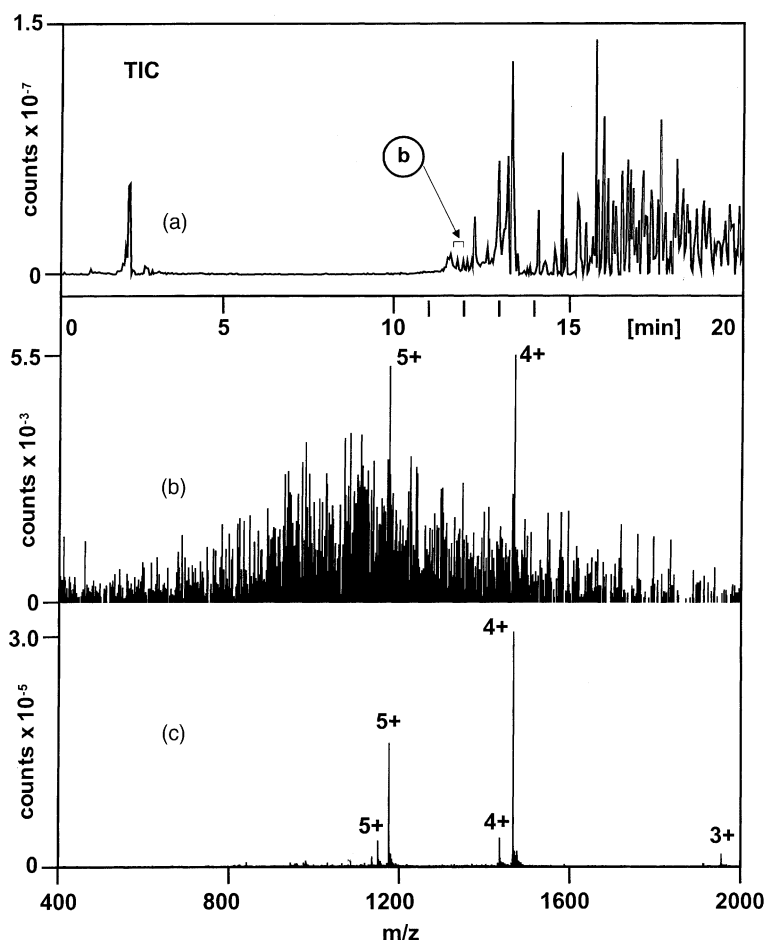 1.5
TIC
counts x 10-7
b
(a)
0
0 5 10 15 [min] 20
5.5
5+ 4+
counts x 10-3
(b)
0
3.0
4+
counts x 10-5
(c)
5+
5+ 4+ 3+
0
400 800 1200 1600 2000
m/z